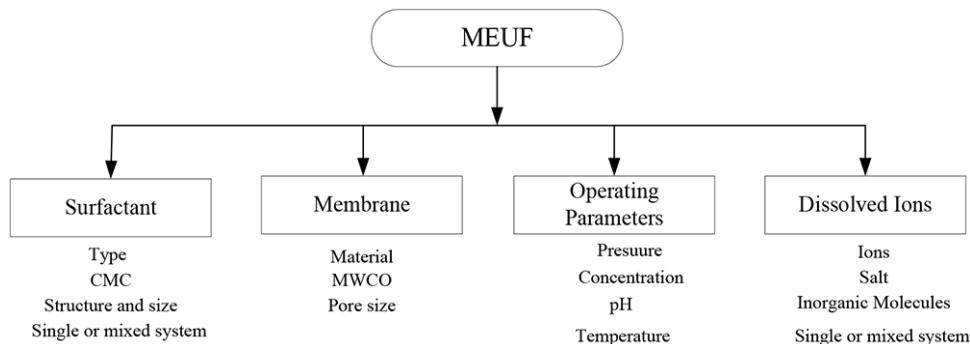 MEUF
Surfactant
Type
CMC
Structure and size
Single or mixed system
Membrane
Material
MWCO
Pore size
Operating
Parameters
Presuure
Concentration
pH
Temperature
Dissolved Ions
Ions
Salt
Inorganic Molecules
Single or mixed system